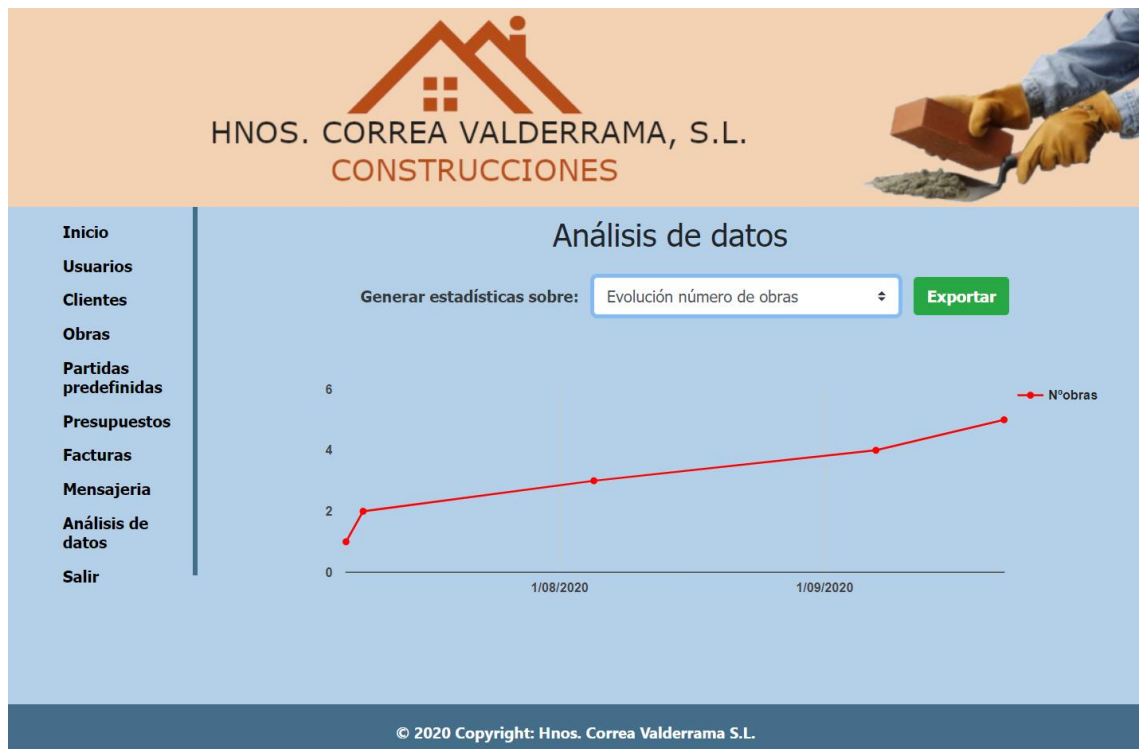 HNOS. CORREA VALDERRAMA, S.L.
CONSTRUCCIONES
Inicio
Usuarios
Clientes
Obras
Partidas
predefinidas
Presupuestos
Facturas
Mensajeria
Análisis de
datos
Salir
Análisis de datos
Generar estadísticas sobre: Evolución número de obras Exportar
6
4
2
0
1/08/2020 1/09/2020
Nºobras
© 2020 Copyright: Hnos. Correa Valderrama S.L.